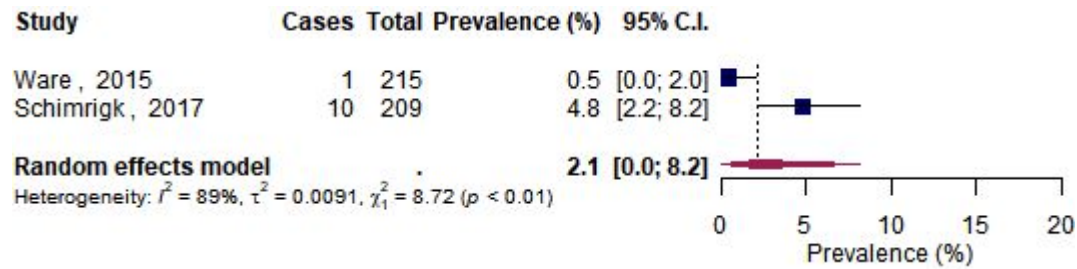 Study Cases Total Prevalence (%) 95% C.I.
Ware , 2015 1 215 0.5 [0.0; 2.0]
Schimrigk , 2017 10 209 4.8 [2.2; 8.2]
Random effects model . 2.1 [0.0; 8.2]
Heterogeneity: I² = 89%, τ² = 0.0091, χ²₁ = 8.72 (p < 0.01)
0 5 10 15 20
Prevalence (%)